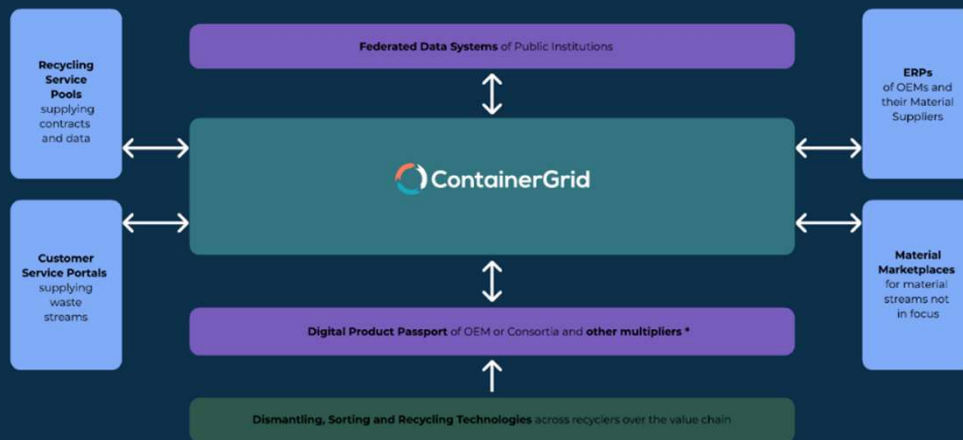 Federated Data Systems of Public Institutions
Recycling
Service
Pools
supplying
contracts
and data
ERPs
of OEMs and
their Material
Suppliers
ContainerGrid
Customer
Service Portals
supplying
waste
streams
Material
Marketplaces
for material
streams not
in focus
Digital Product Passport of OEM or Consortia and other multipliers *
Dismantling, Sorting and Recycling Technologies across recyclers over the value chain